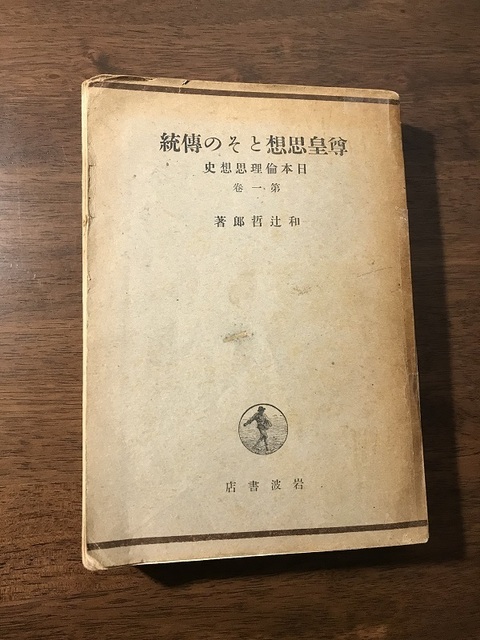 尊皇思想とその傳統
日本倫理思想史
第一卷
和辻哲郎著
岩波書店